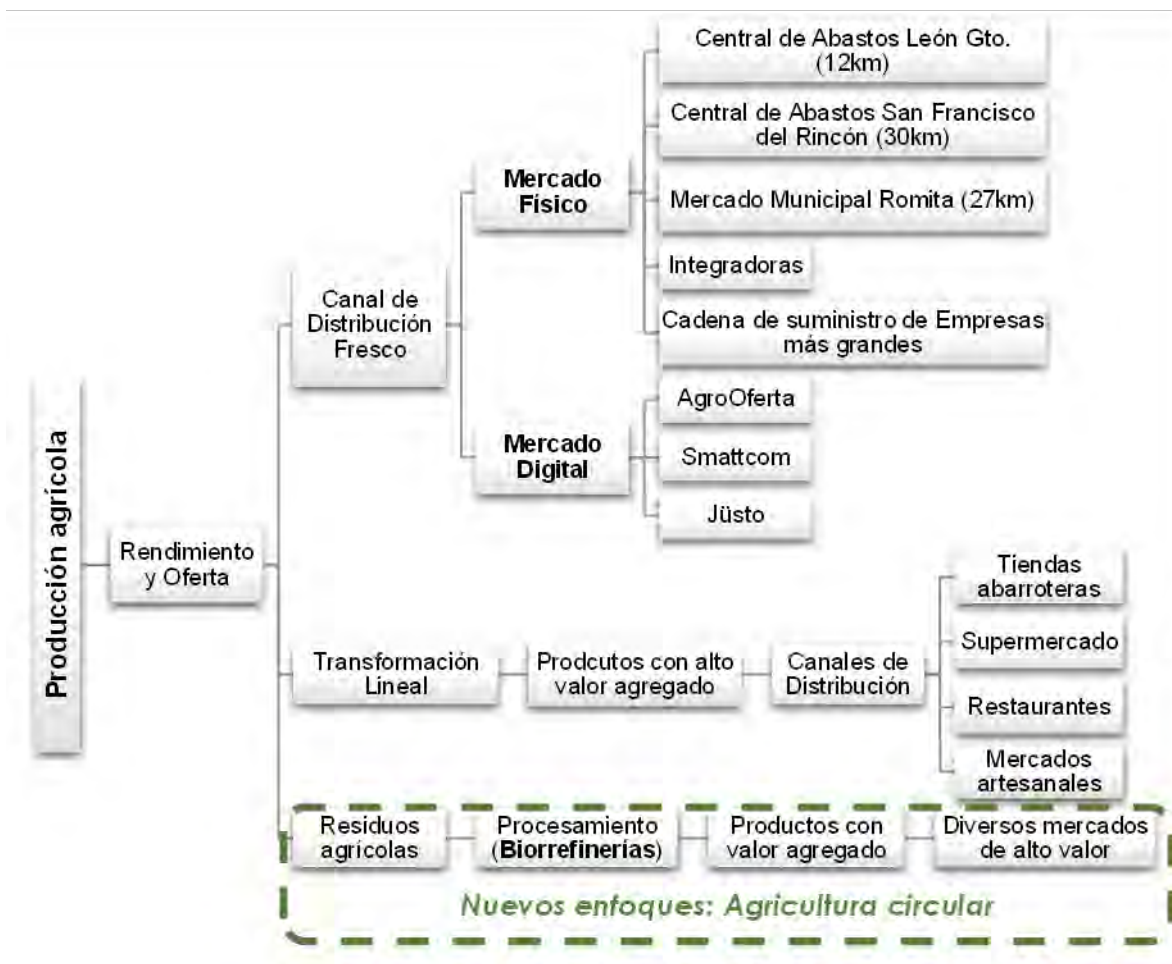 Producción agrícola
Rendimiento
y Oferta
Canal de
Distribución
Fresco
Mercado
Físico
Central de Abastos León Gto.
(12km)
Central de Abastos San Francisco
del Rincón (30km)
Mercado Municipal Romita (27km)
Integradoras
Cadena de suministro de Empresas
más grandes
Mercado
Digital
AgroOferta
Smattcom
Jüsto
Transformación
Lineal
Prodcutos con alto
valor agregado
Canales de
Distribución
Tiendas
abarroteras
Supermercado
Restaurantes
Mercados
artesanales
Residuos
agrícolas
Procesamiento
(Biorrefinerías)
Productos con
valor agregado
Diversos mercados
de alto valor
Nuevos enfoques: Agricultura circular